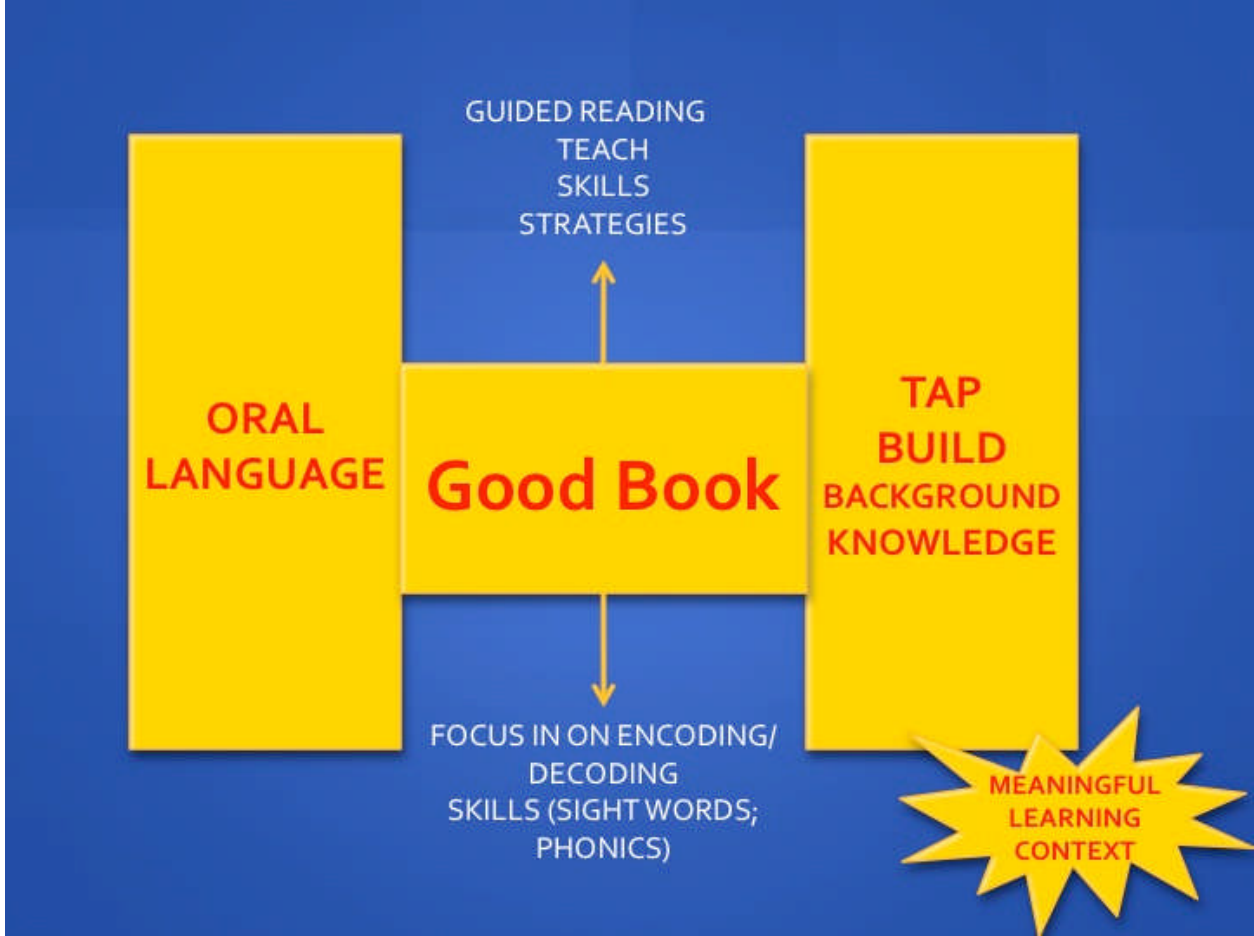 GUIDED READING
TEACH
SKILLS
STRATEGIES
ORAL
LANGUAGE
Good Book
TAP
BUILD
BACKGROUND
KNOWLEDGE
FOCUS IN ON ENCODING/
DECODING
SKILLS (SIGHT WORDS;
PHONICS)
MEANINGFUL
LEARNING
CONTEXT